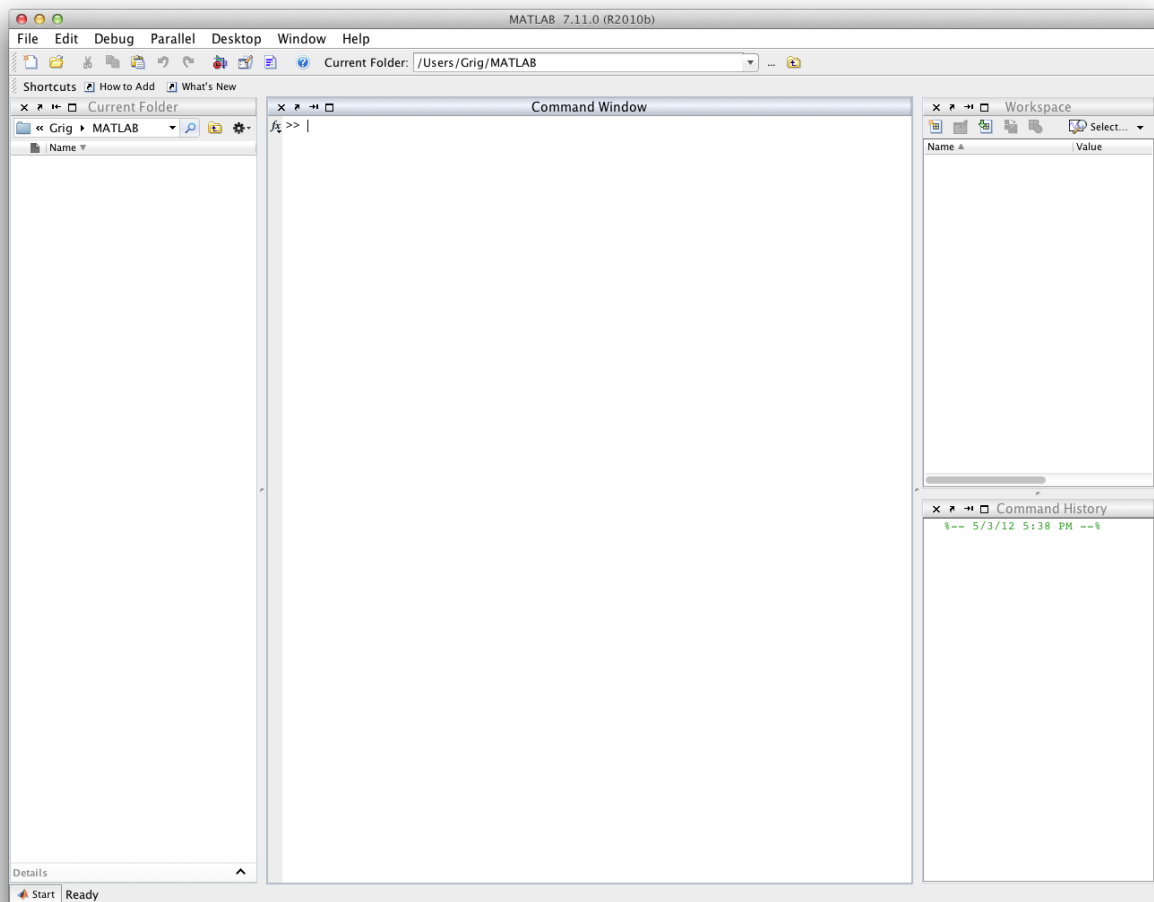 MATLAB 7.11.0 (R2010b)
File Edit Debug Parallel Desktop Window Help
Current Folder: /Users/Grig/MATLAB ...
Shortcuts How to Add What's New
Current Folder
« Grig ▸ MATLAB
Name
Command Window
fx >>
Workspace
Select...
Name Value
Command History
%-- 5/3/12 5:38 PM --%
Details
Start Ready